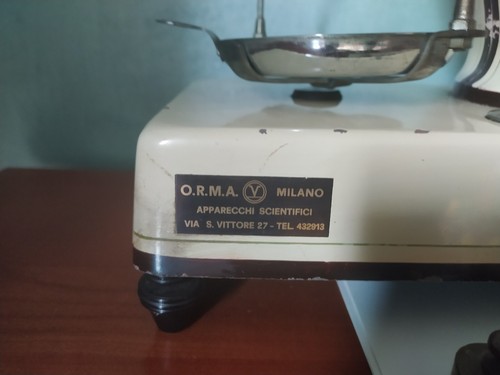 O.R.M.A. V MILANO
APPARECCHI SCIENTIFICI
VIA S. VITTORE 27 - TEL. 432913